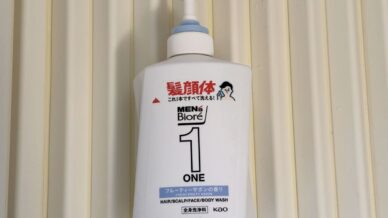 髪顔体
これ1本ですべて洗える!
MEN's
Bioré
1
ONE
フルーティーサボンの香り
HAIR/SCALP/FACE/BODY WASH
全身洗浄料
Kao